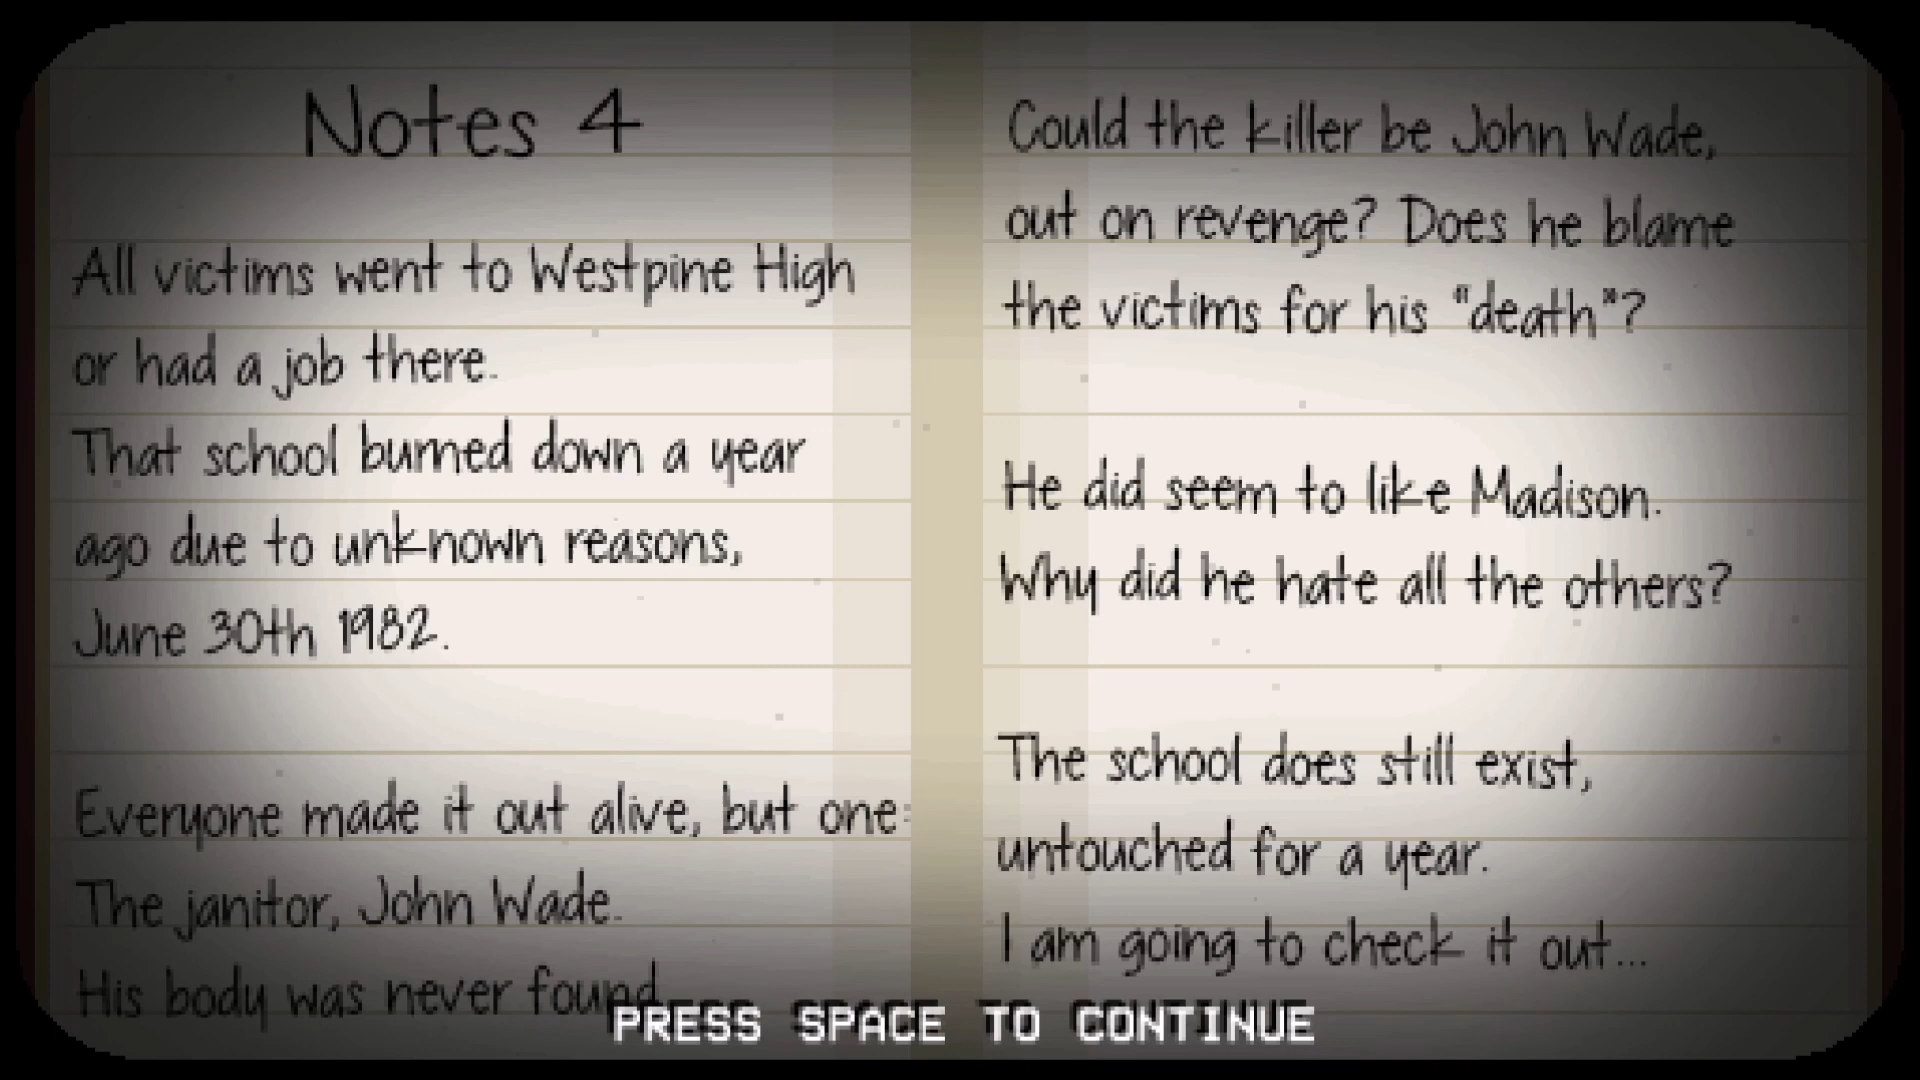 Notes 4
All victims went to Westpine High
or had a job there.
That school burned down a year
ago due to unknown reasons,
June 30th 1982.
Everyone made it out alive, but one:
The janitor, John Wade.
His body was never found
Could the killer be John Wade,
out on revenge? Does he blame
the victims for his "death"?
He did seem to like Madison.
Why did he hate all the others?
The school does still exist,
untouched for a year.
I am going to check it out...
PRESS SPACE TO CONTINUE